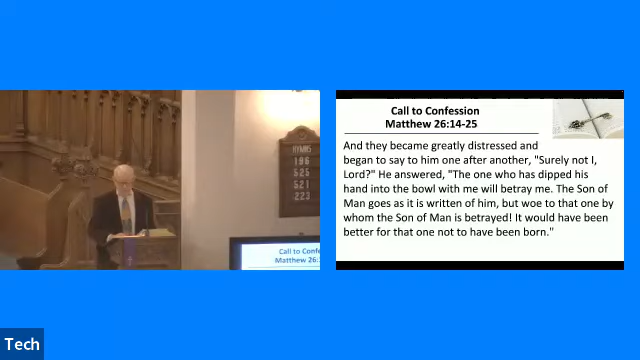 HYMNS
196
525
521
223
Call to Confe
Matthew 26:
Call to Confession
Matthew 26:14-25
And they became greatly distressed and
began to say to him one after another, "Surely not I,
Lord?" He answered, "The one who has dipped his
hand into the bowl with me will betray me. The Son of
Man goes as it is written of him, but woe to that one by
whom the Son of Man is betrayed! It would have been
better for that one not to have been born."
Tech